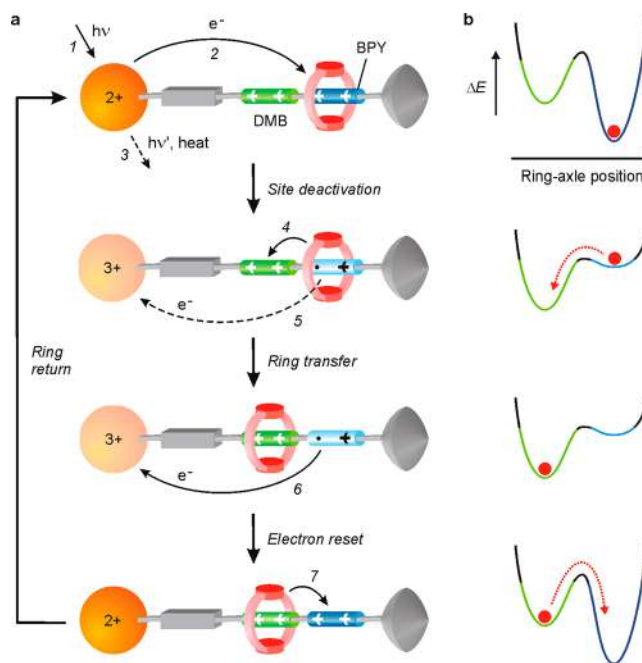 a
b
hν
1
e⁻
2
BPY
2+
DMB
3
hν', heat
ΔE
Ring-axle position
Site deactivation
3+
4
e⁻
5
Ring
return
Ring transfer
3+
e⁻
6
Electron reset
2+
7